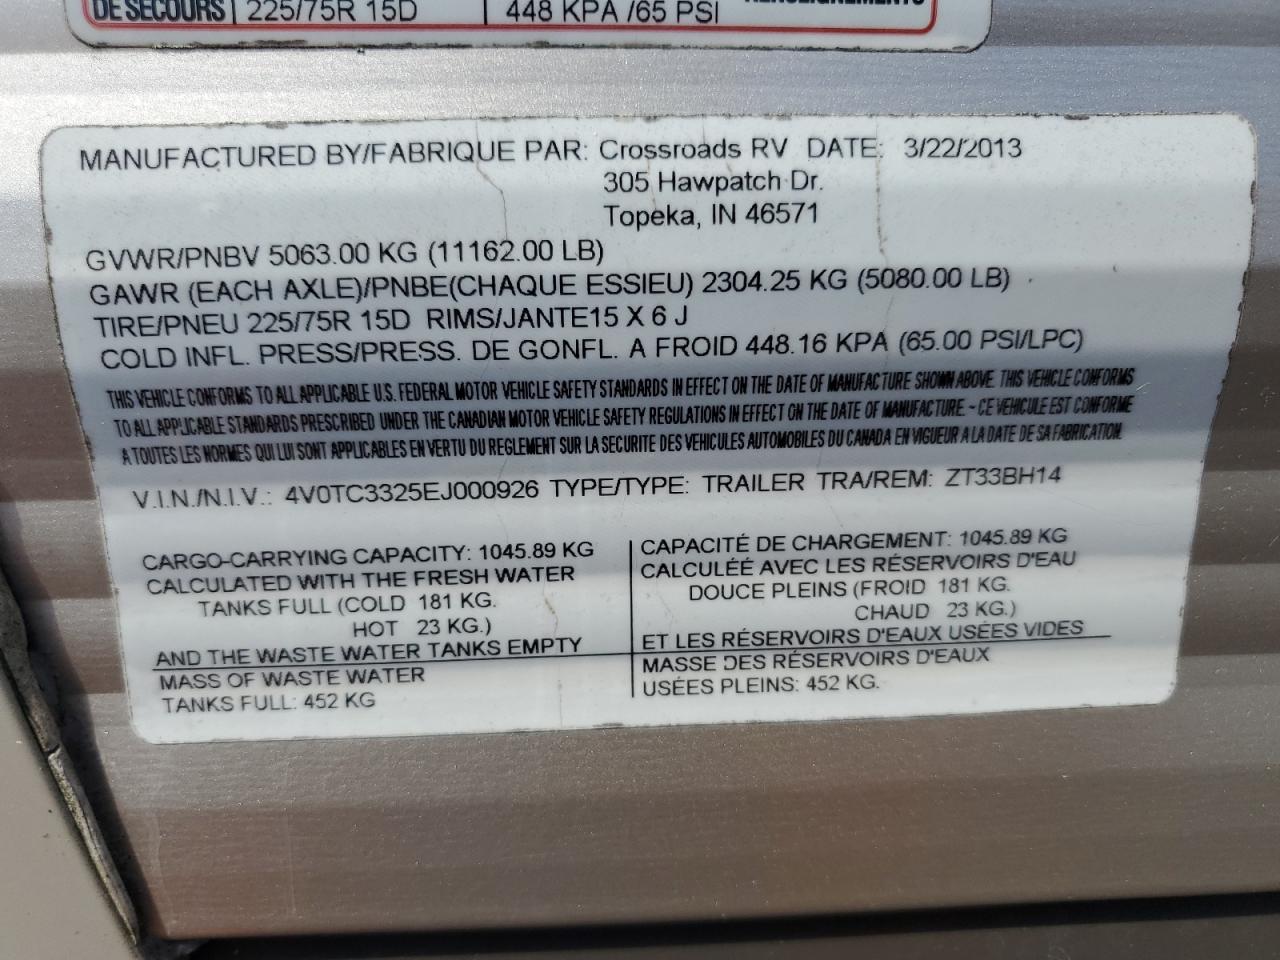 DE SECOURS 225/75R 15D 448 KPA /65 PSI RENSEIGNEMENTS
MANUFACTURED BY/FABRIQUE PAR: Crossroads RV DATE: 3/22/2013
305 Hawpatch Dr.
Topeka, IN 46571
GVWR/PNBV 5063.00 KG (11162.00 LB)
GAWR (EACH AXLE)/PNBE(CHAQUE ESSIEU) 2304.25 KG (5080.00 LB)
TIRE/PNEU 225/75R 15D RIMS/JANTE15 X 6 J
COLD INFL. PRESS/PRESS. DE GONFL. A FROID 448.16 KPA (65.00 PSI/LPC)
THIS VEHICLE CONFORMS TO ALL APPLICABLE U.S. FEDERAL MOTOR VEHICLE SAFETY STANDARDS IN EFFECT ON THE DATE OF MANUFACTURE SHOWN ABOVE. THIS VEHICLE CONFORMS
TO ALL APPLICABLE STANDARDS PRESCRIBED UNDER THE CANADIAN MOTOR VEHICLE SAFETY REGULATIONS IN EFFECT ON THE DATE OF MANUFACTURE. - CE VEHICULE EST CONFORME
A TOUTES LES NORMES QUI LUI SONT APPLICABLES EN VERTU DU REGLEMENT SUR LA SECURITE DES VEHICULES AUTOMOBILES DU CANADA EN VIGUEUR A LA DATE DE SA FABRICATION.
V.I.N./N.I.V.: 4V0TC3325EJ000926 TYPE/TYPE: TRAILER TRA/REM: ZT33BH14
CARGO-CARRYING CAPACITY: 1045.89 KG
CALCULATED WITH THE FRESH WATER
TANKS FULL (COLD 181 KG.
HOT 23 KG.)
AND THE WASTE WATER TANKS EMPTY
MASS OF WASTE WATER
TANKS FULL: 452 KG
CAPACITÉ DE CHARGEMENT: 1045.89 KG
CALCULÉE AVEC LES RÉSERVOIRS D'EAU
DOUCE PLEINS (FROID 181 KG.
CHAUD 23 KG.)
ET LES RÉSERVOIRS D'EAUX USÉES VIDES
MASSE DES RÉSERVOIRS D'EAUX
USÉES PLEINS: 452 KG.